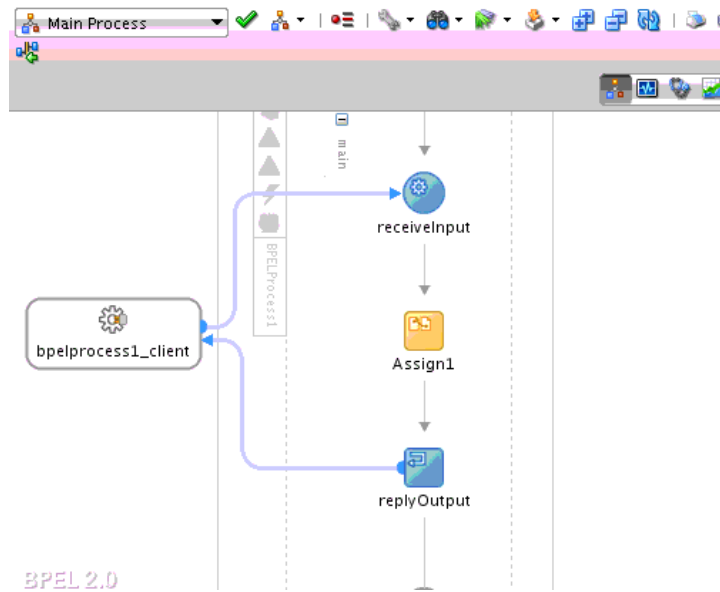 Main Process
main
receiveInput
BPELProcess1
bpelprocess1_client
Assign1
replyOutput
BPEL 2.0